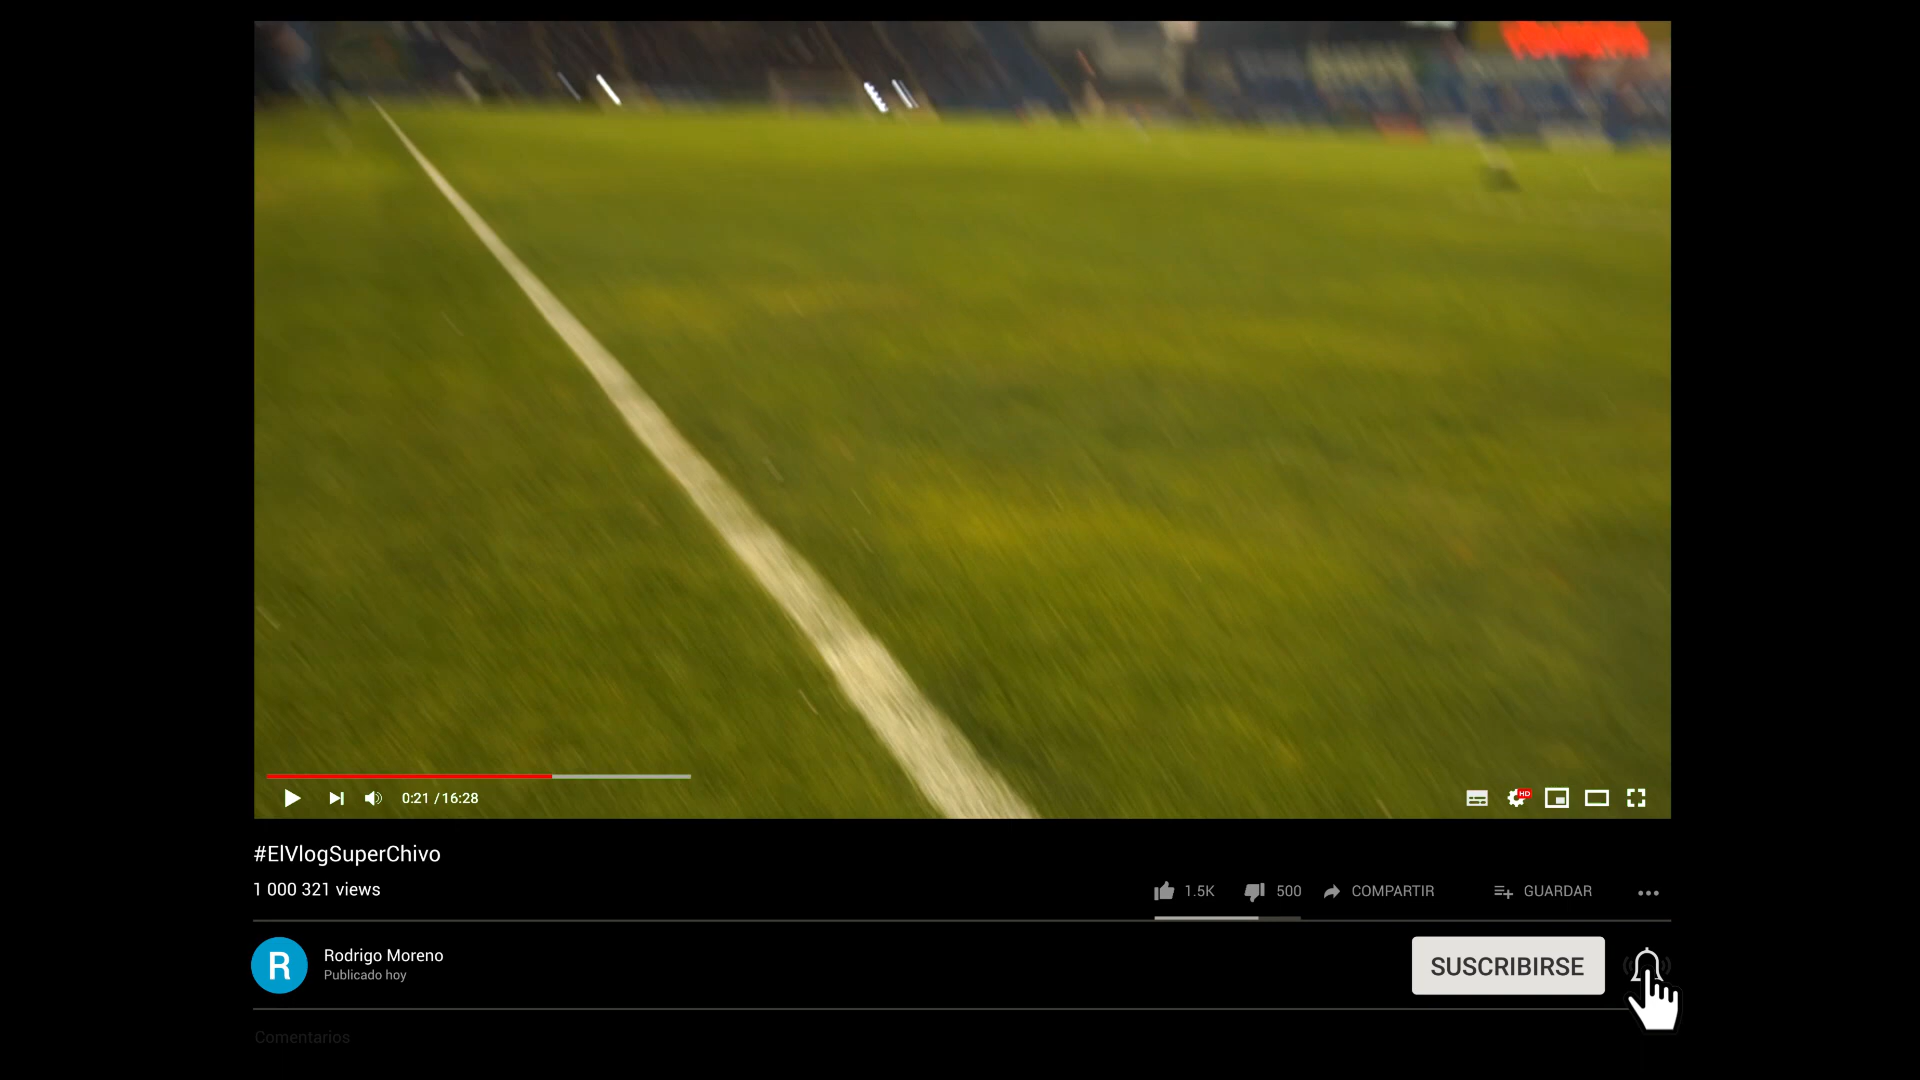 0:21 / 16:28
HD
#ElVlogSuperChivo
1 000 321 views
1.5K 500 COMPARTIR GUARDAR
R
Rodrigo Moreno
Publicado hoy
SUSCRIBIRSE
Comentarios